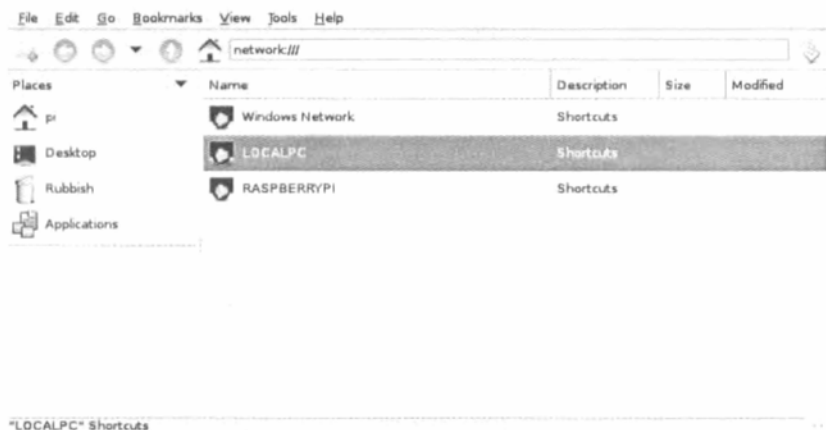 File Edit Go Bookmarks View Tools Help
network:///
Places
pi
Desktop
Rubbish
Applications
Name Description Size Modified
Windows Network Shortcuts
LOCALPC Shortcuts
RASPBERRYPI Shortcuts
"LOCALPC" Shortcuts